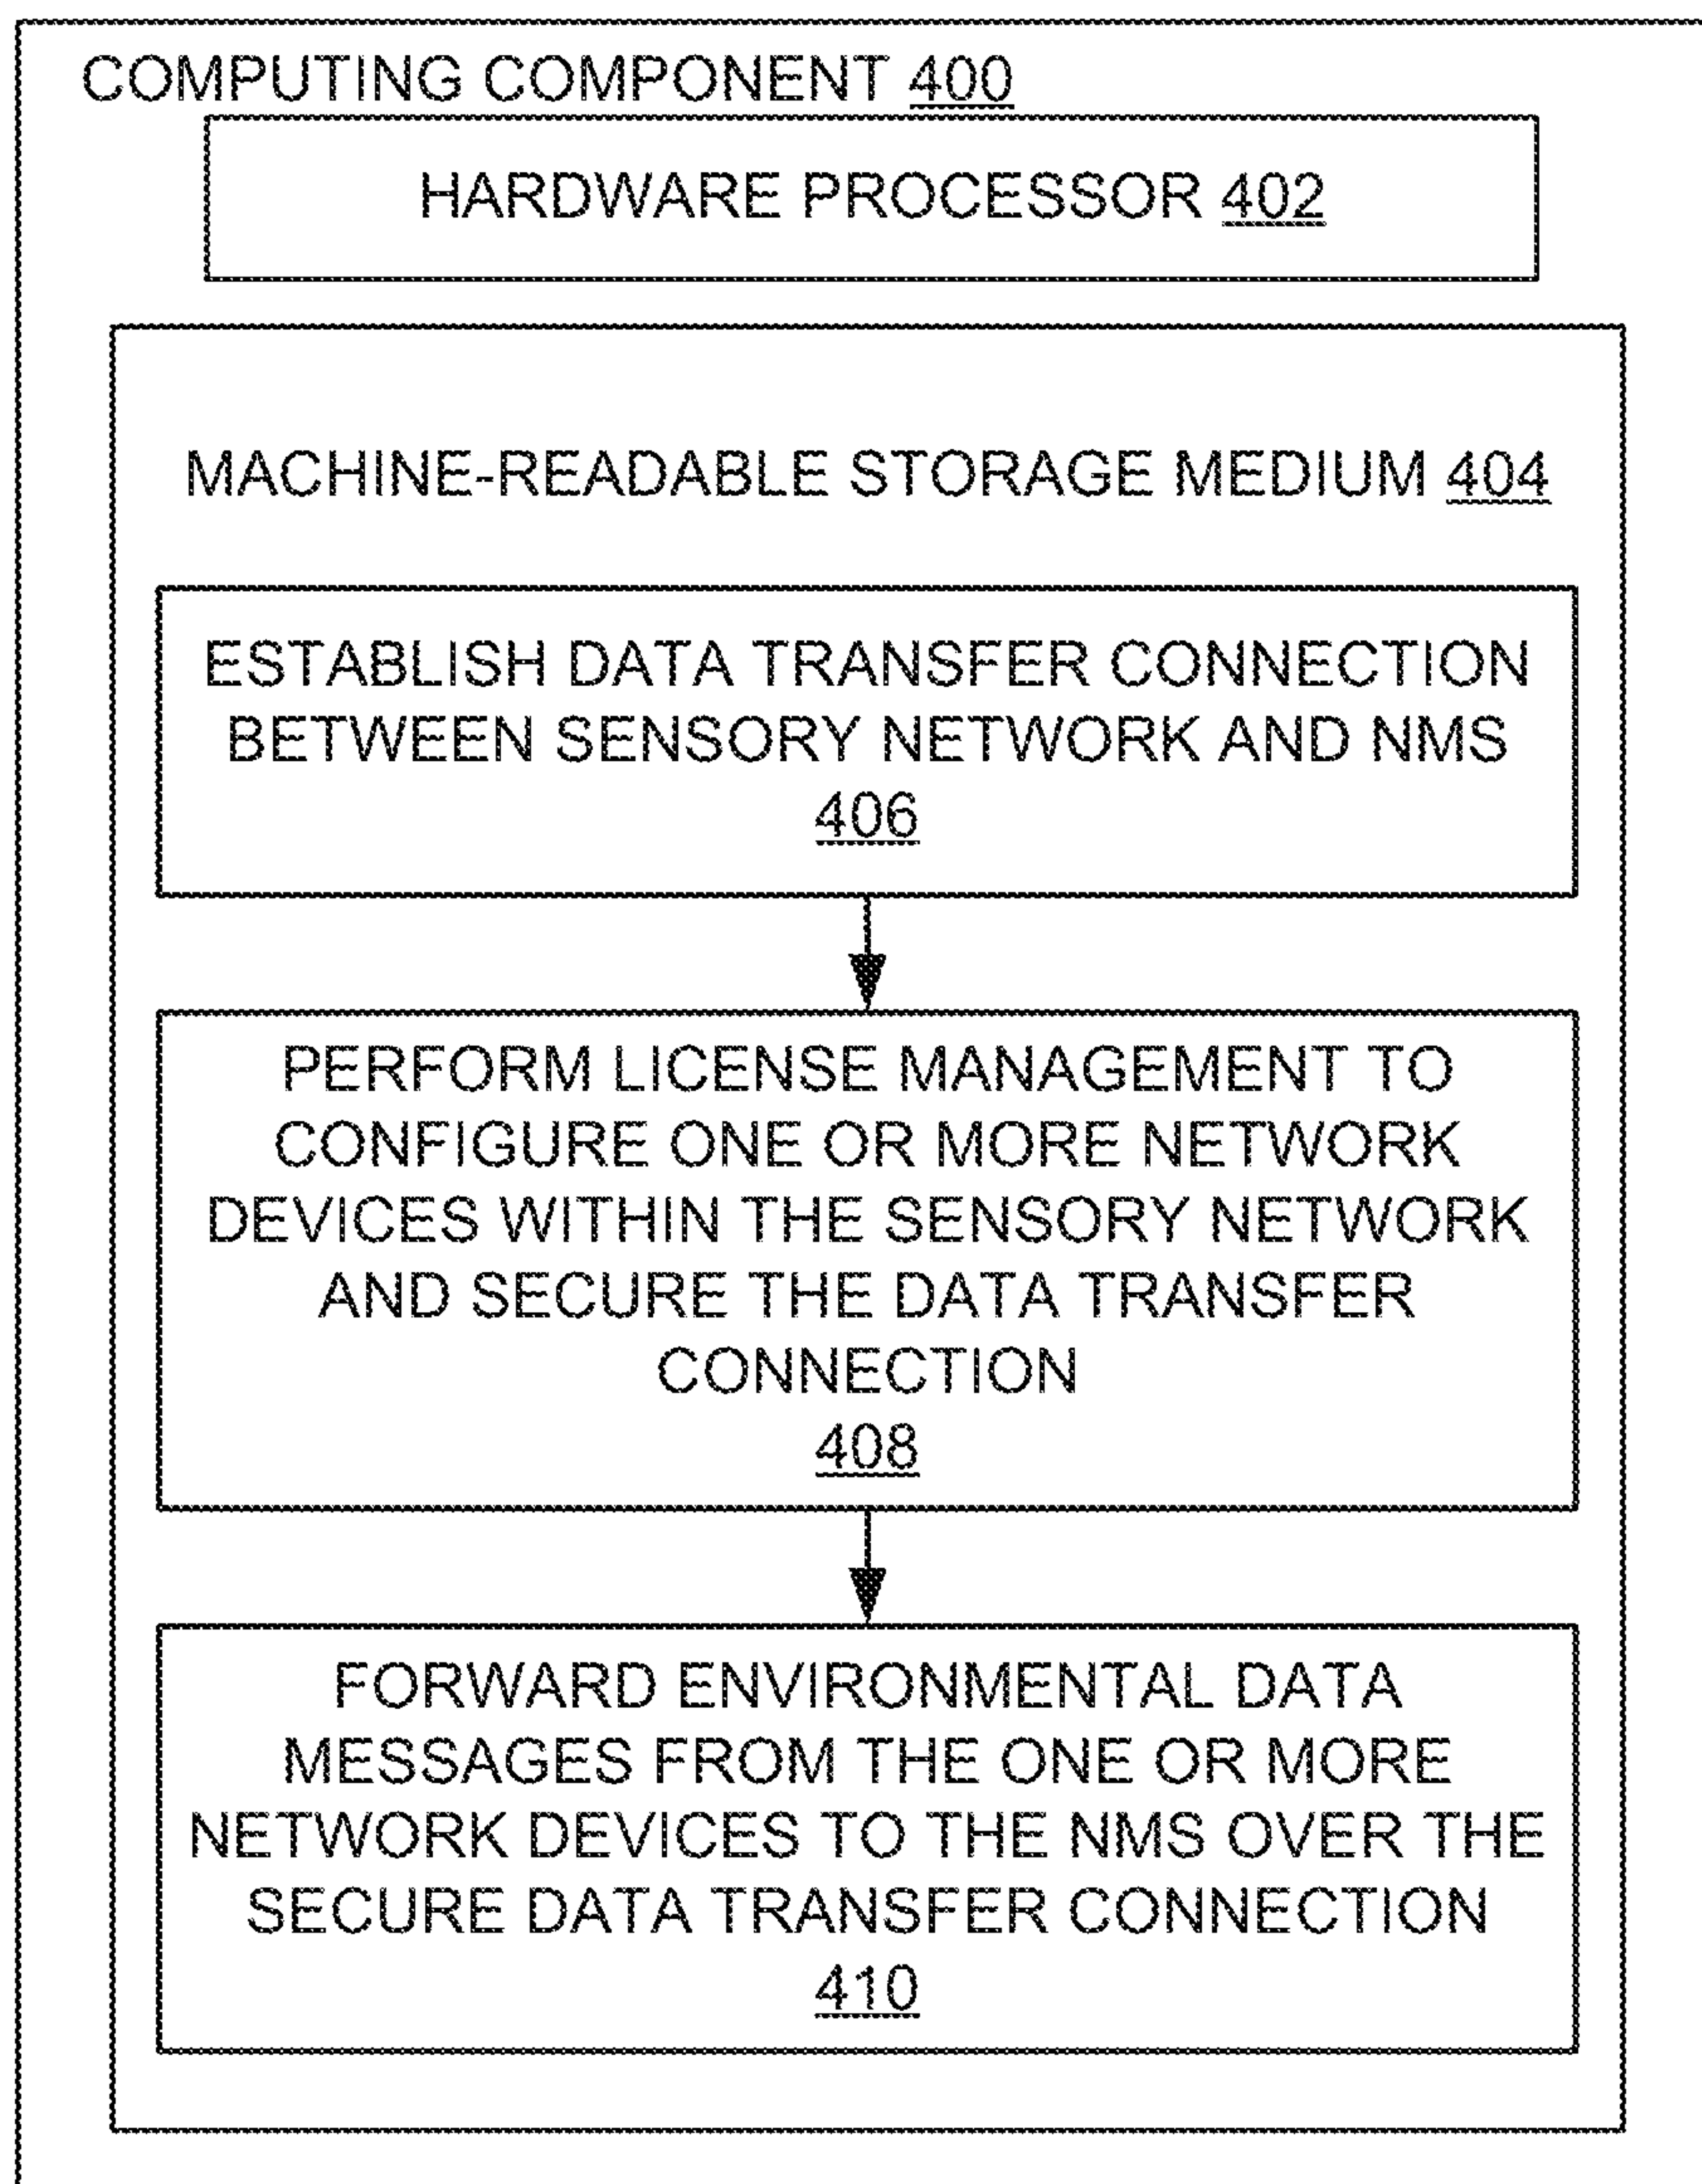 COMPUTING COMPONENT 400
HARDWARE PROCESSOR 402
MACHINE-READABLE STORAGE MEDIUM 404
ESTABLISH DATA TRANSFER CONNECTION
BETWEEN SENSORY NETWORK AND NMS
406
PERFORM LICENSE MANAGEMENT TO
CONFIGURE ONE OR MORE NETWORK
DEVICES WITHIN THE SENSORY NETWORK
AND SECURE THE DATA TRANSFER
CONNECTION
408
FORWARD ENVIRONMENTAL DATA
MESSAGES FROM THE ONE OR MORE
NETWORK DEVICES TO THE NMS OVER THE
SECURE DATA TRANSFER CONNECTION
410